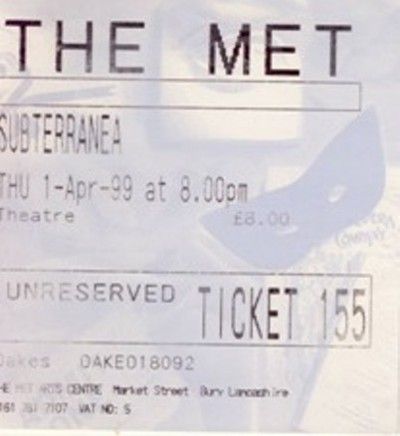 THE MET
SUBTERRANEA
THU 1-Apr-99 at 8.00pm
Theatre £8.00
UNRESERVED TICKET 155
Oakes OAKE018092
THE MET ARTS CENTRE Market Street Bury Lancashire
161 761 7107 VAT NO: 5